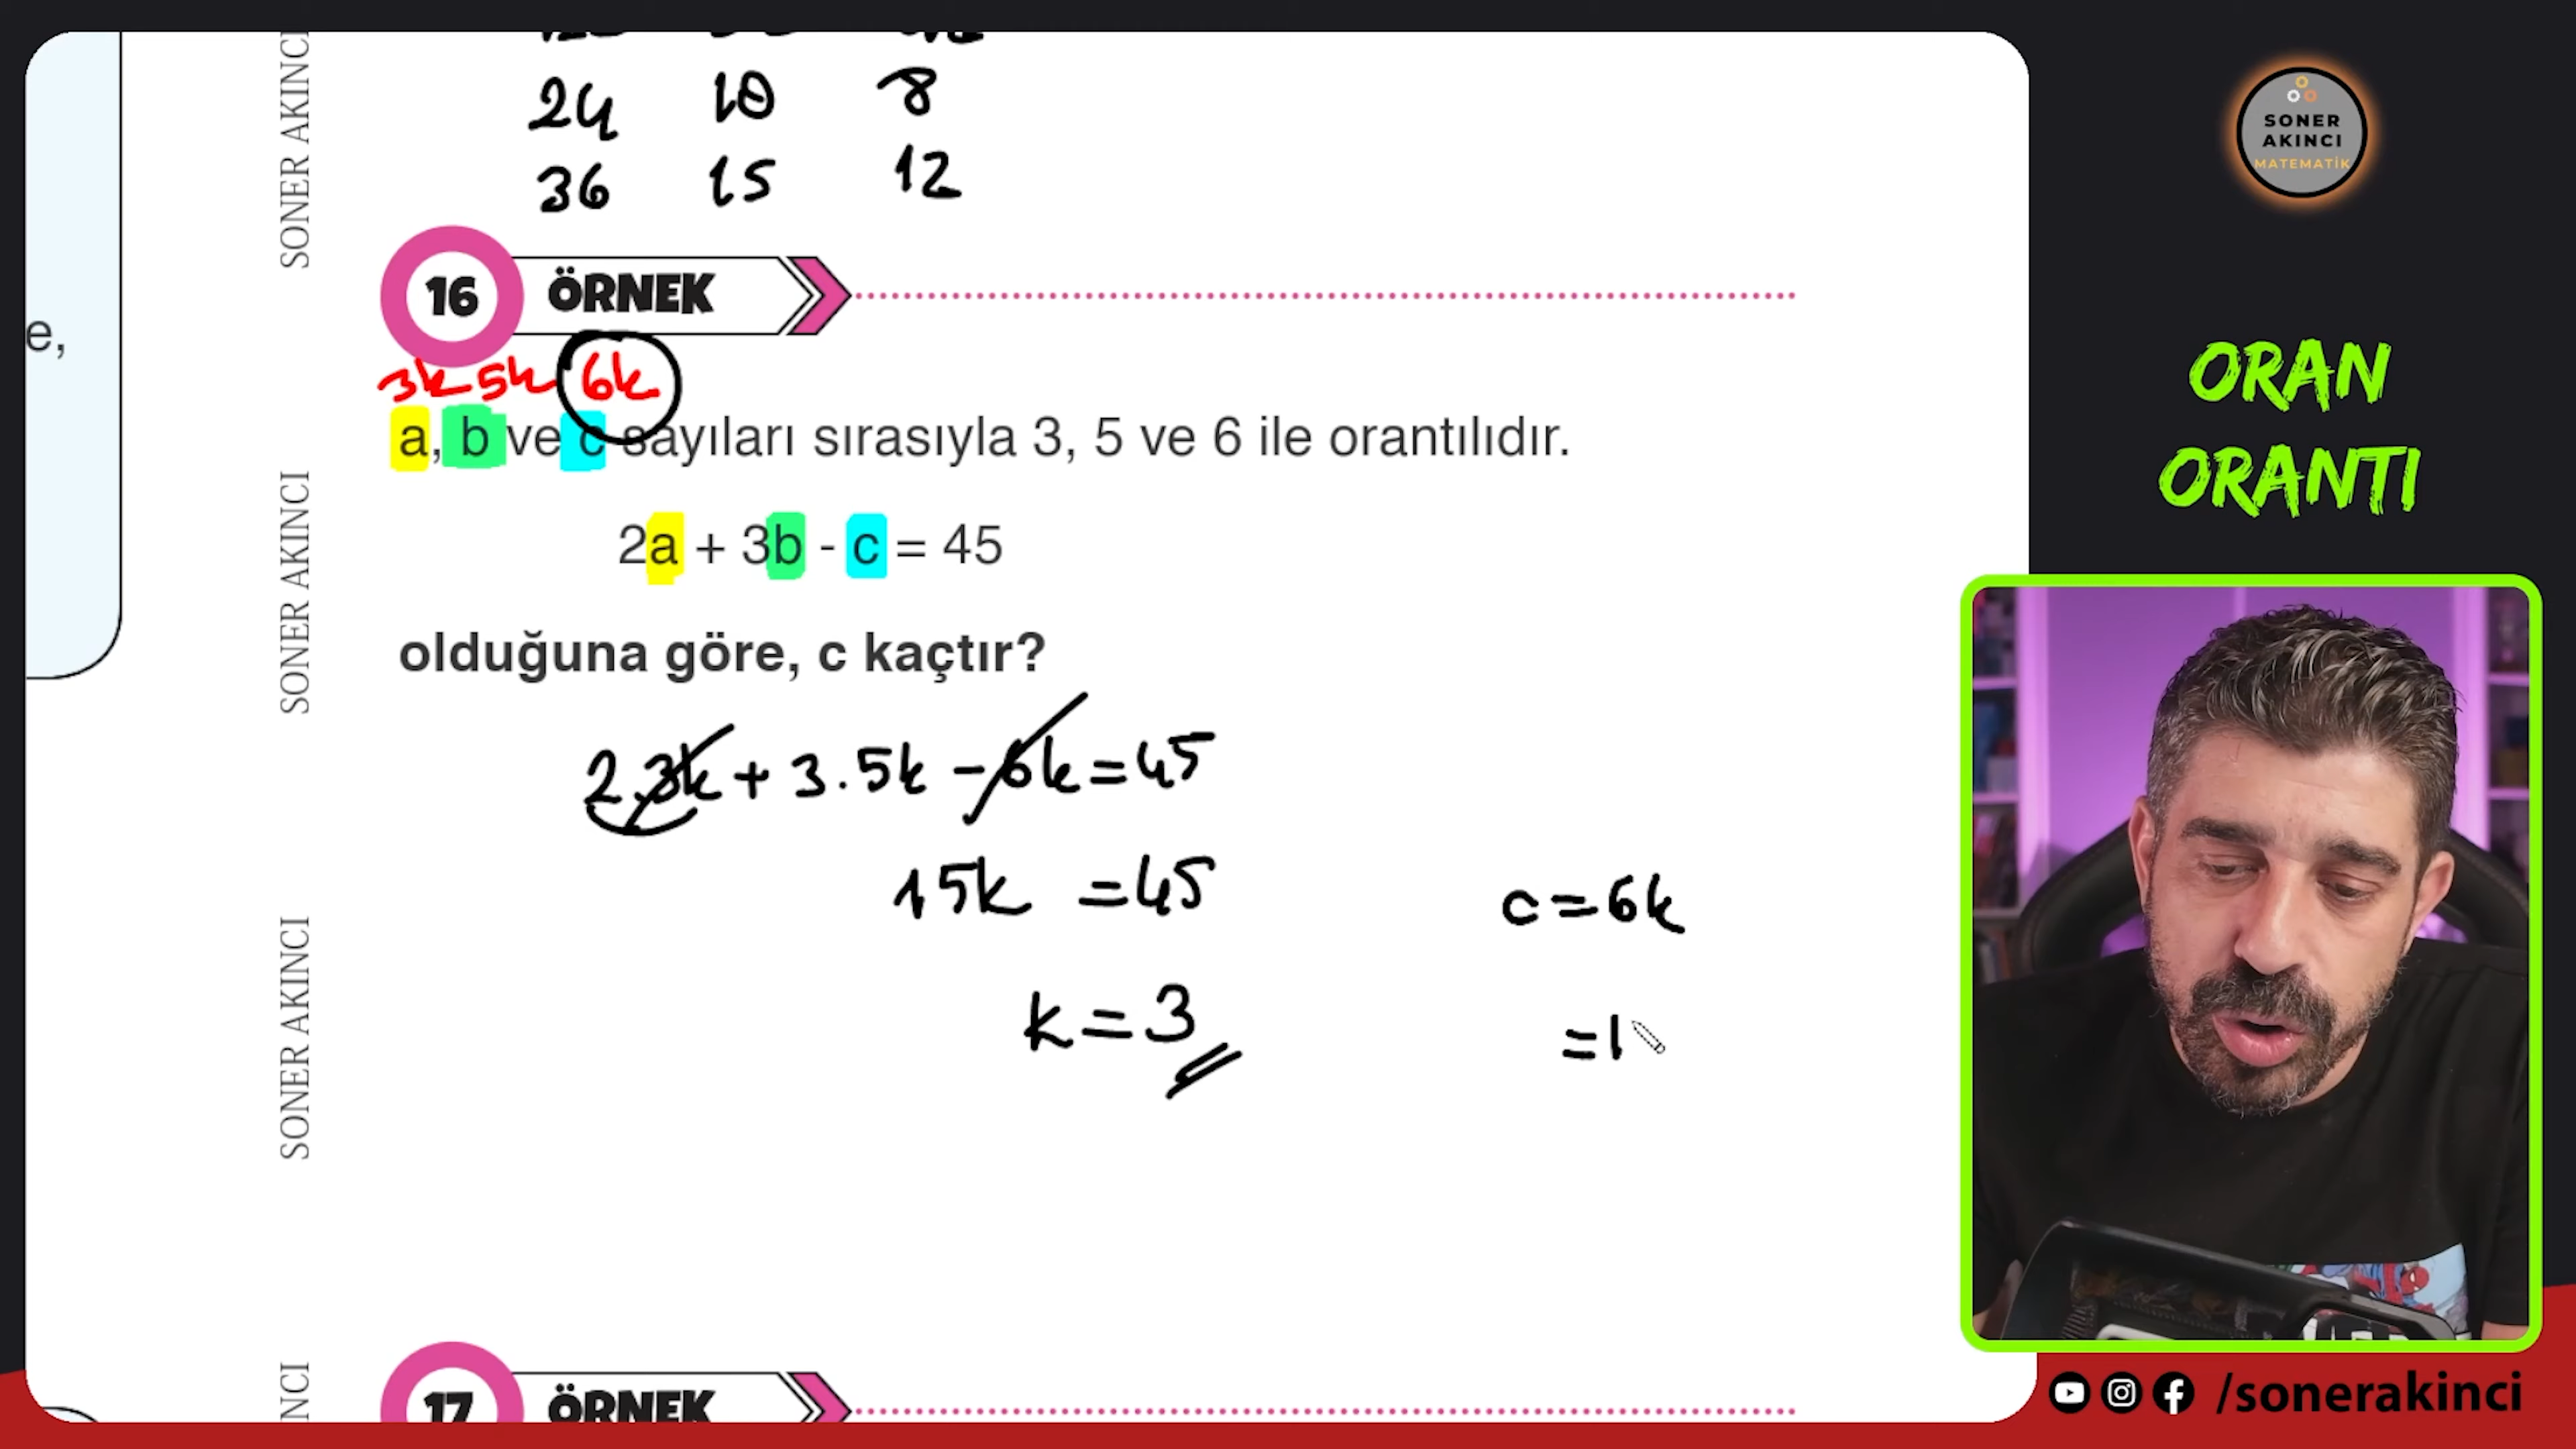 24 10 8
36 15 12
16 ÖRNEK
3k 5k 6k
a, b ve c sayıları sırasıyla 3, 5 ve 6 ile orantılıdır.
2a + 3b - c = 45
olduğuna göre, c kaçtır?
2.3k + 3.5k - 6k = 45
15k = 45
k = 3
c = 6k
= 1
17 ÖRNEK
e,
SONER AKINCI
SONER AKINCI
SONER AKINCI
NCI
SONER
AKINCI
MATEMATİK
ORAN
ORANTI
/sonerakinci